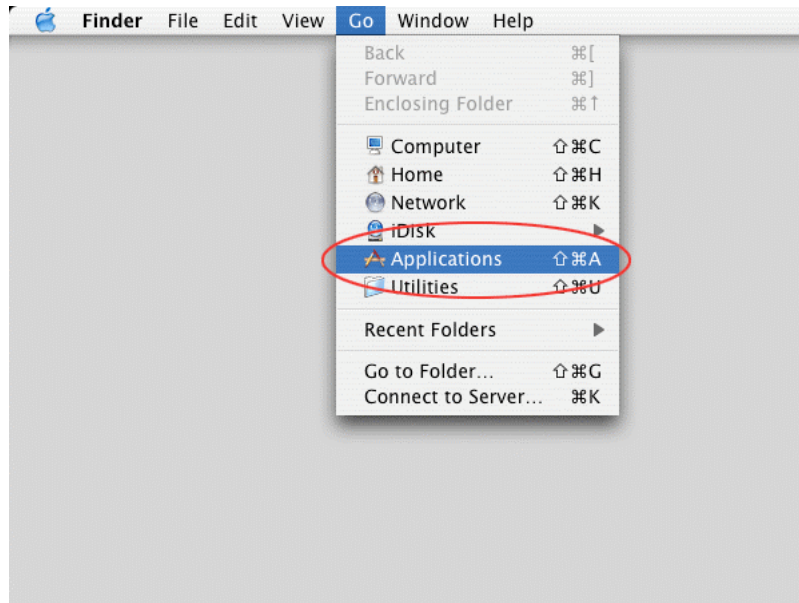 Finder File Edit View Go Window Help
Back ⌘[
Forward ⌘]
Enclosing Folder ⌘↑
Computer ⇧⌘C
Home ⇧⌘H
Network ⇧⌘K
iDisk
Applications ⇧⌘A
Utilities ⇧⌘U
Recent Folders
Go to Folder... ⇧⌘G
Connect to Server... ⌘K